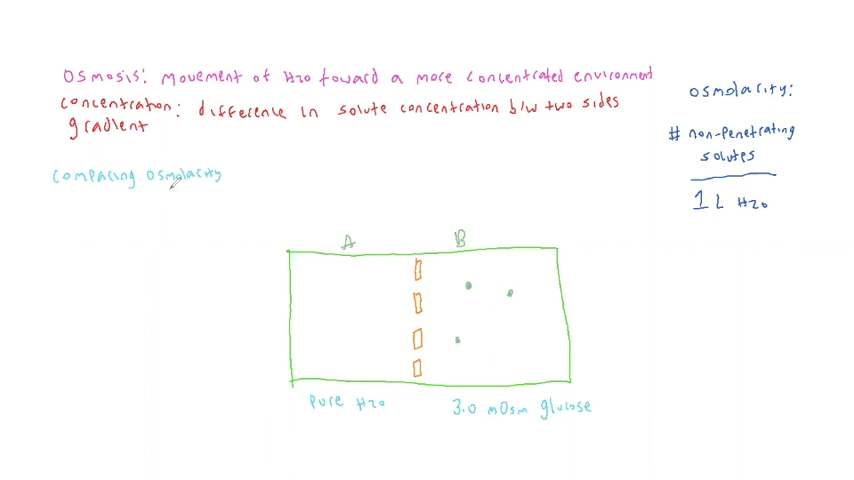 Osmosis: Movement of H2O toward a more concentrated environment
concentration: difference in solute concentration b/w two sides
gradient
comparing osmolarity
osmolarity:
# non-penetrating
solutes
1 L H2O
A B
Pure H2O 3.0 mOsm glucose